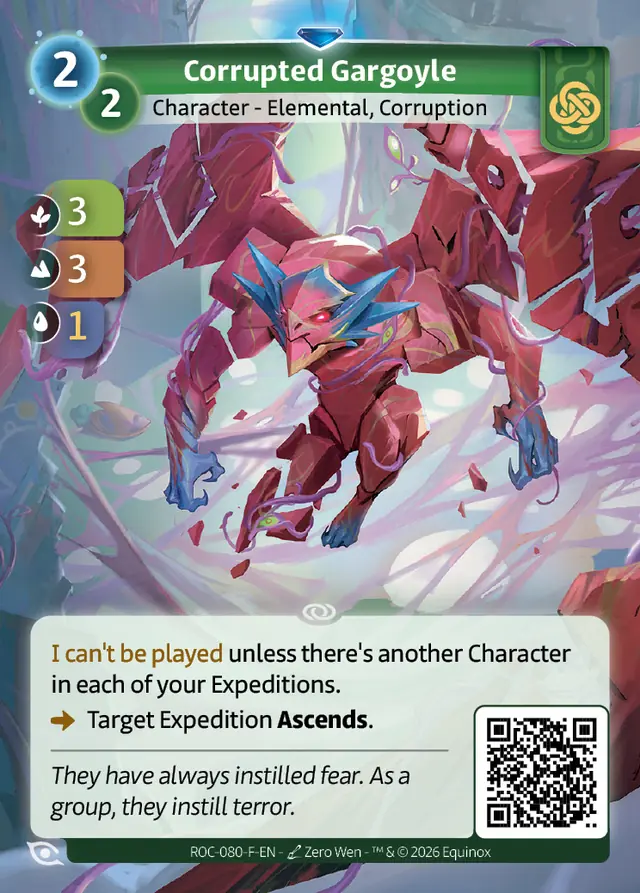 2
Corrupted Gargoyle
2
Character - Elemental, Corruption
3
3
1
I can't be played unless there's another Character
in each of your Expeditions.
Target Expedition Ascends.
They have always instilled fear. As a
group, they instill terror.
ROC-080-F-EN - Zero Wen - ™ & © 2026 Equinox